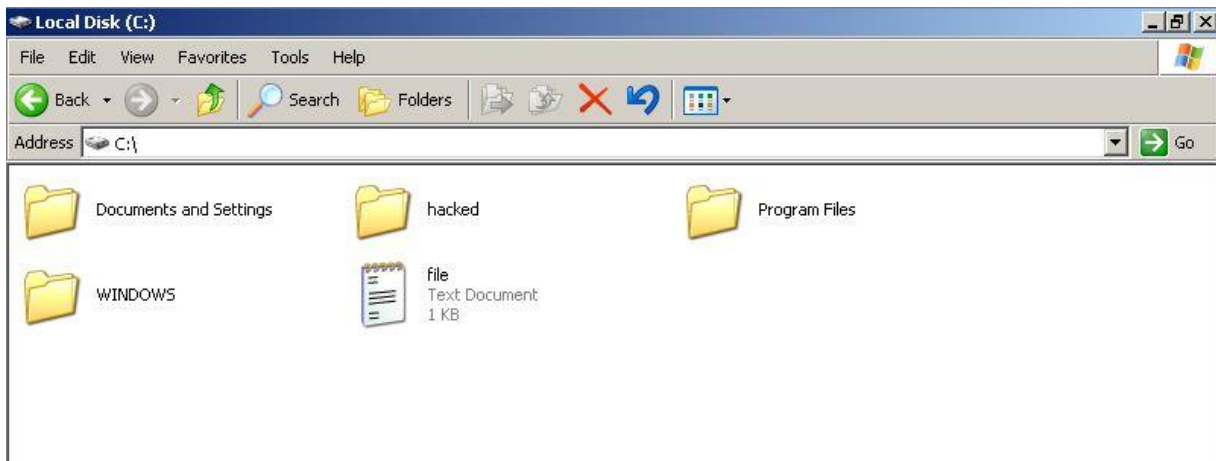 Local Disk (C:)
File Edit View Favorites Tools Help
Back Search Folders
Address C:\ Go
Documents and Settings hacked Program Files
WINDOWS file
Text Document
1 KB